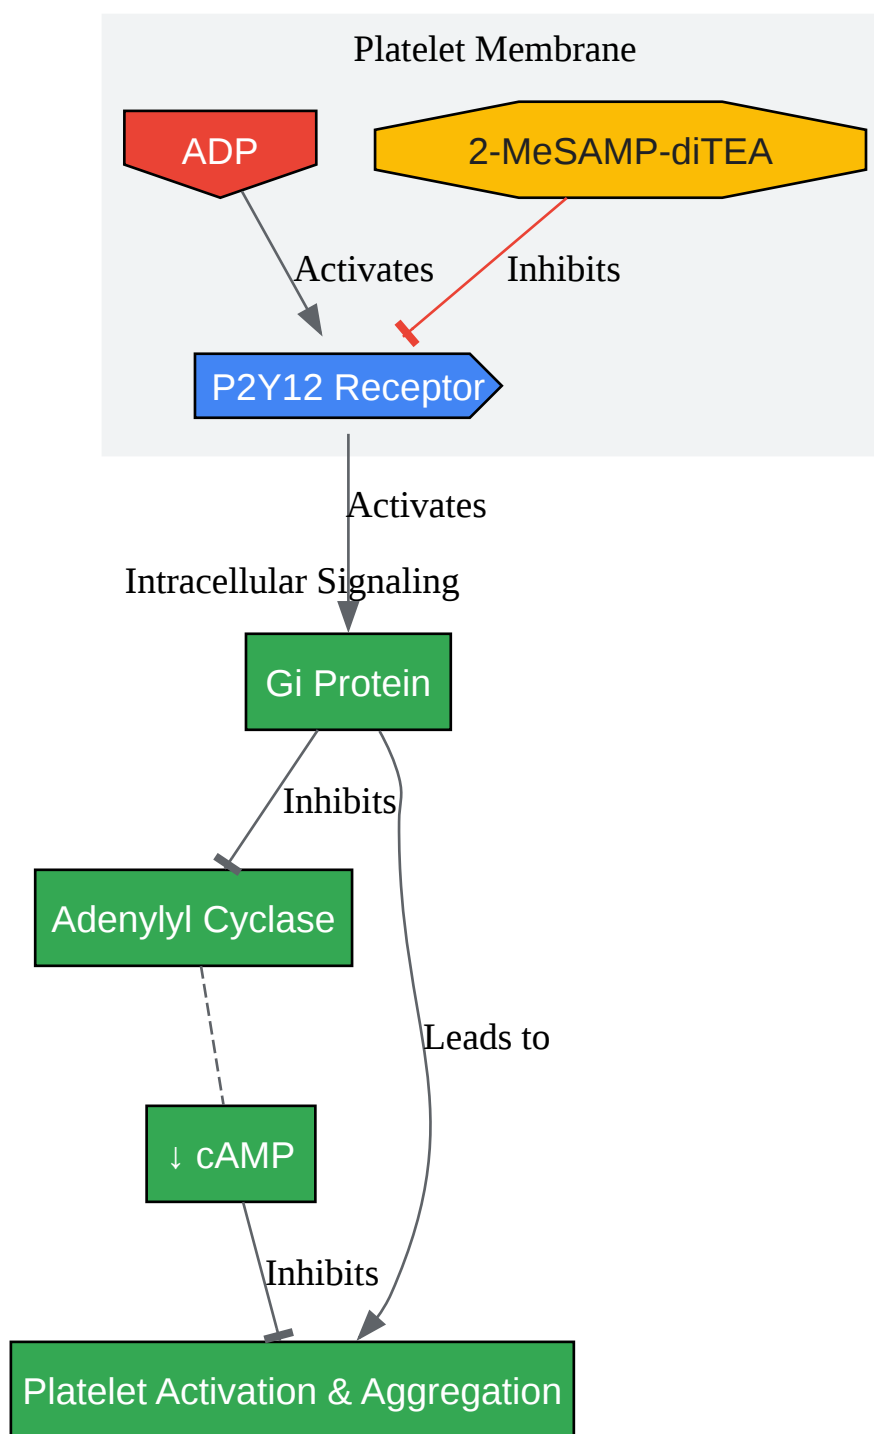 Platelet Membrane
ADP
2-MeSAMP-diTEA
Activates
Inhibits
P2Y12 Receptor
Activates
Intracellular Signaling
Gi Protein
Inhibits
Adenylyl Cyclase
Leads to
↓ cAMP
Inhibits
Platelet Activation & Aggregation